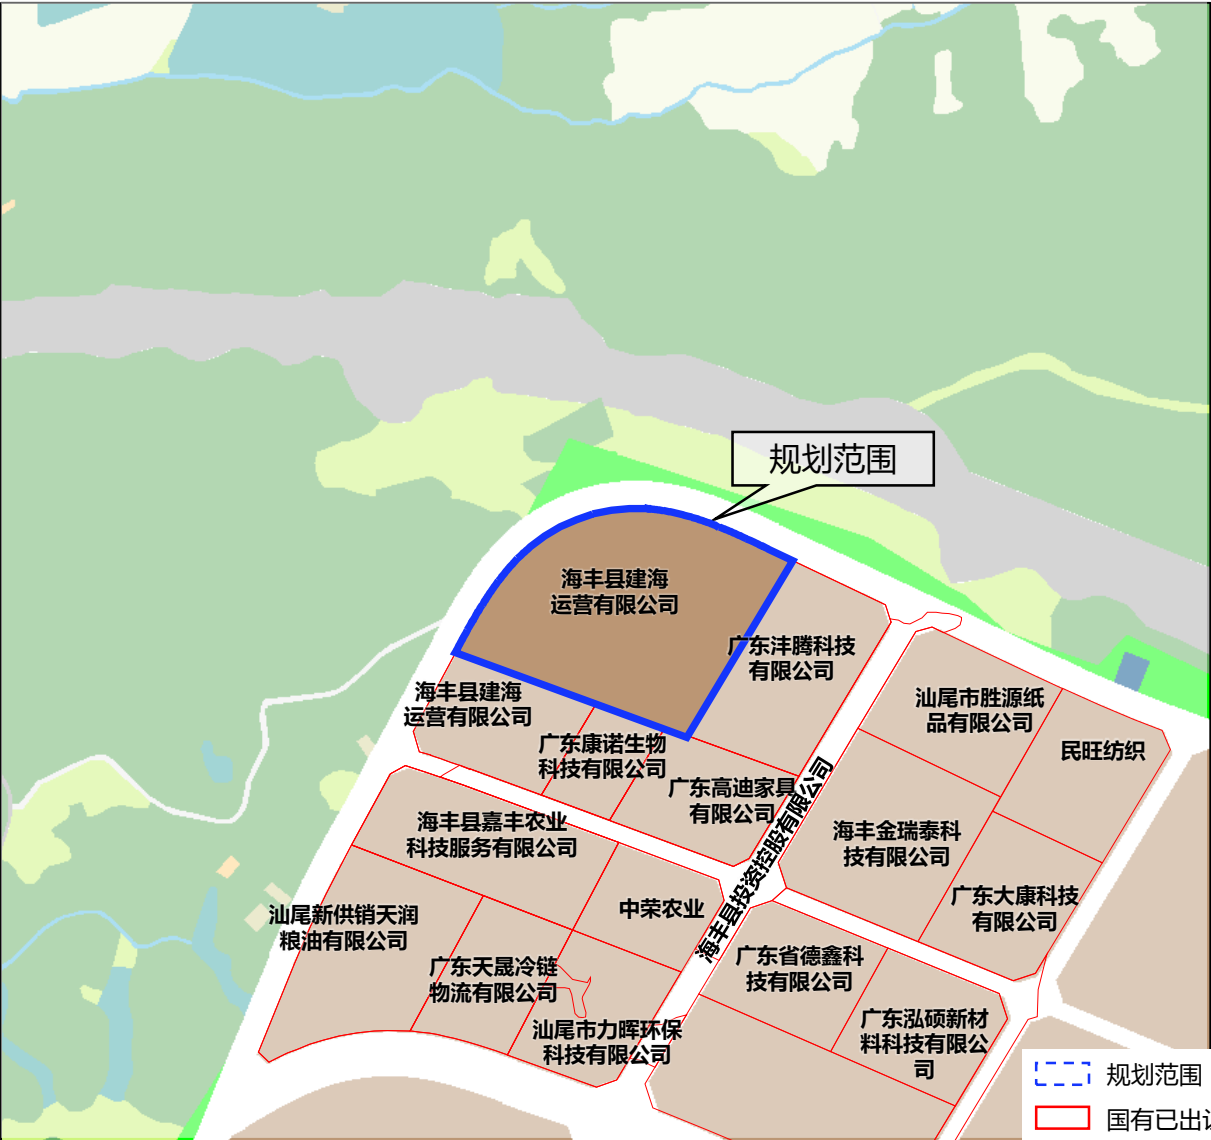 规划范围
海丰县建海
运营有限公司
广东沣腾科技
有限公司
海丰县建海
运营有限公司
广东康诺生物
科技有限公司
广东高迪家具
有限公司
海丰县投资控股有限公司
汕尾市胜源纸
品有限公司
民旺纺织
海丰金瑞泰科
技有限公司
广东大康科技
有限公司
海丰县嘉丰农业
科技服务有限公司
中荣农业
汕尾新供销天润
粮油有限公司
广东天晟冷链
物流有限公司
汕尾市力晖环保
科技有限公司
广东省德鑫科
技有限公司
广东泓硕新材
料科技有限公
司
规划范围
国有已出